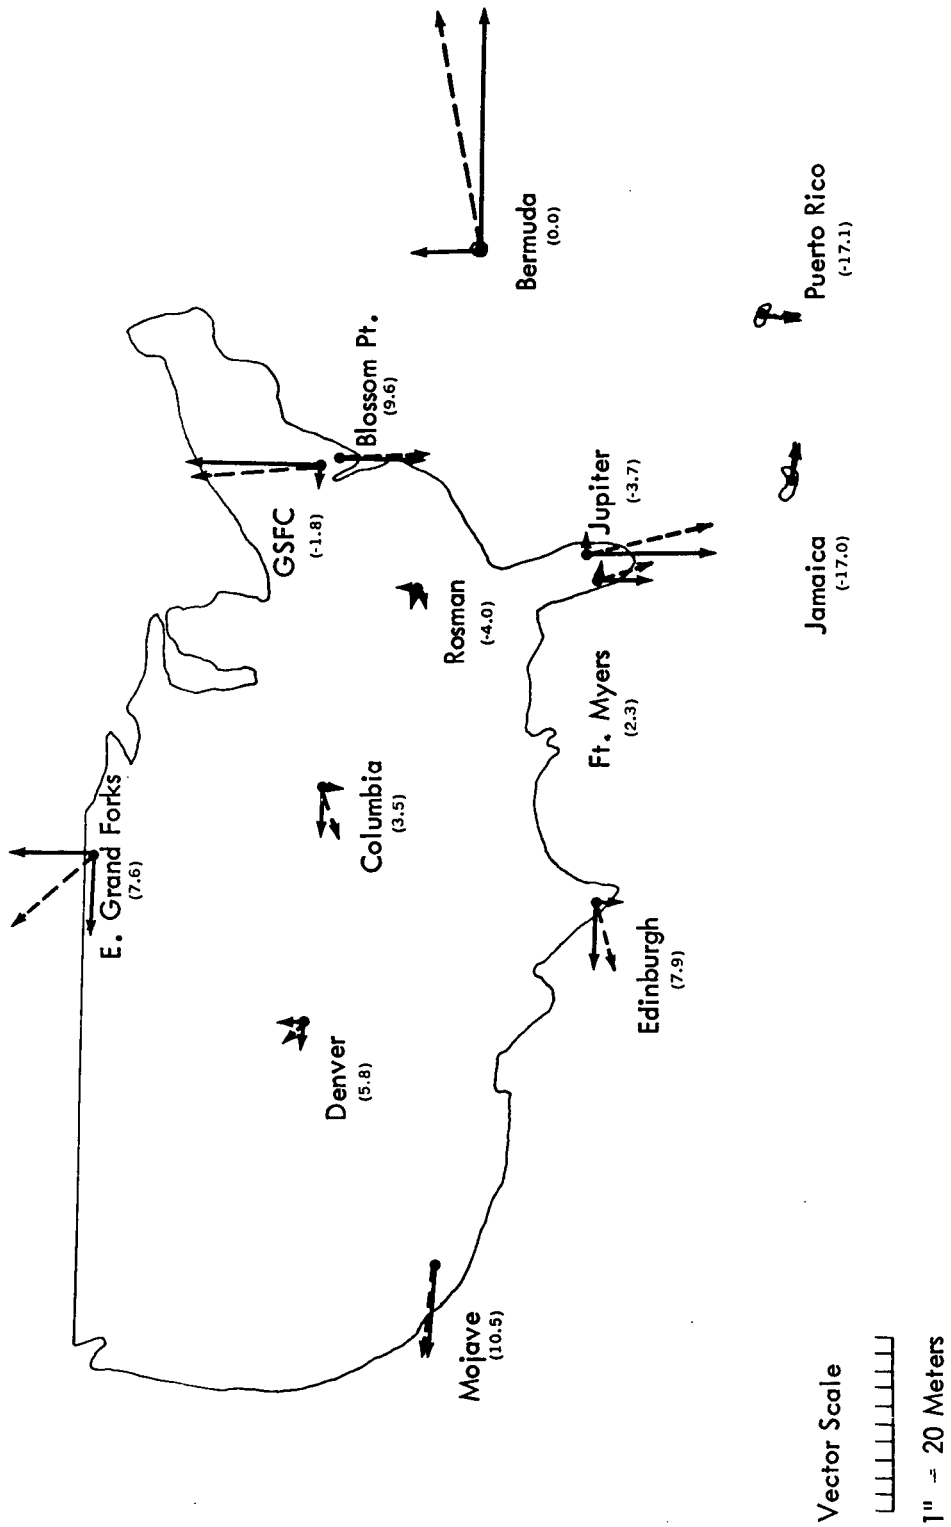 E. Grand Forks
(7.6)
GSFC
(-1.8)
Blossom Pt.
(9.6)
Denver
(5.8)
Columbia
(3.5)
Rosman
(-4.0)
Bermuda
(0.0)
Mojave
(10.5)
Edinburgh
(7.9)
Ft. Myers
(2.3)
Jupiter
(-3.7)
Jamaica
(-17.0)
Puerto Rico
(-17.1)
Vector Scale
1" = 20 Meters